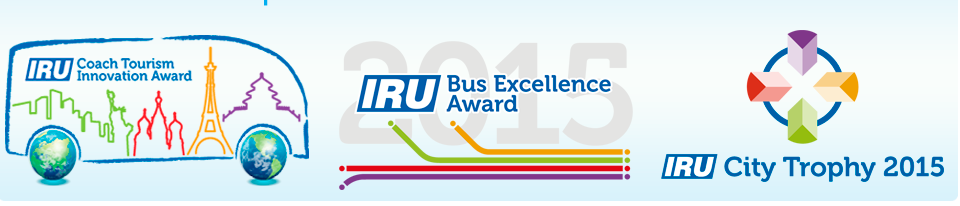 IRU Coach Tourism
Innovation Award
2015
IRU Bus Excellence
Award
IRU City Trophy 2015